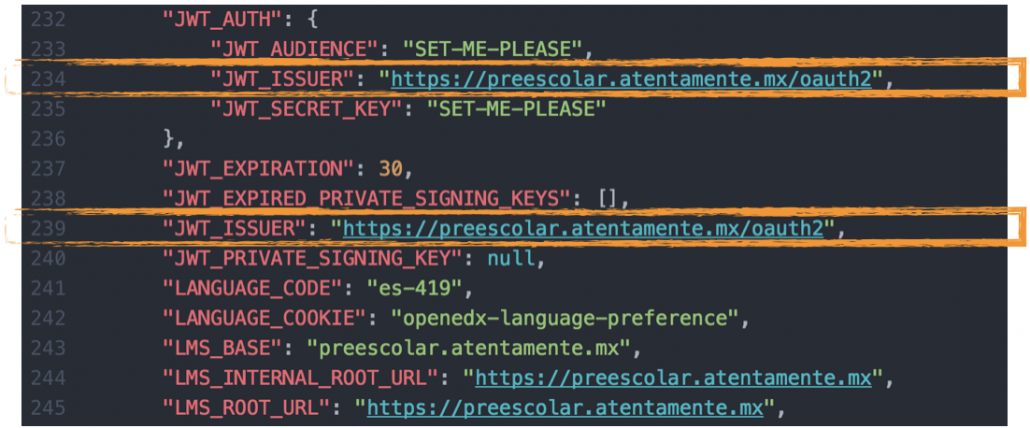 232 "JWT_AUTH": {
233 "JWT_AUDIENCE": "SET-ME-PLEASE",
234 "JWT_ISSUER": "https://preescolar.atentamente.mx/oauth2",
235 "JWT_SECRET_KEY": "SET-ME-PLEASE"
236 },
237 "JWT_EXPIRATION": 30,
238 "JWT_EXPIRED_PRIVATE_SIGNING_KEYS": [],
239 "JWT_ISSUER": "https://preescolar.atentamente.mx/oauth2",
240 "JWT_PRIVATE_SIGNING_KEY": null,
241 "LANGUAGE_CODE": "es-419",
242 "LANGUAGE_COOKIE": "openedx-language-preference",
243 "LMS_BASE": "preescolar.atentamente.mx",
244 "LMS_INTERNAL_ROOT_URL": "https://preescolar.atentamente.mx",
245 "LMS_ROOT_URL": "https://preescolar.atentamente.mx",